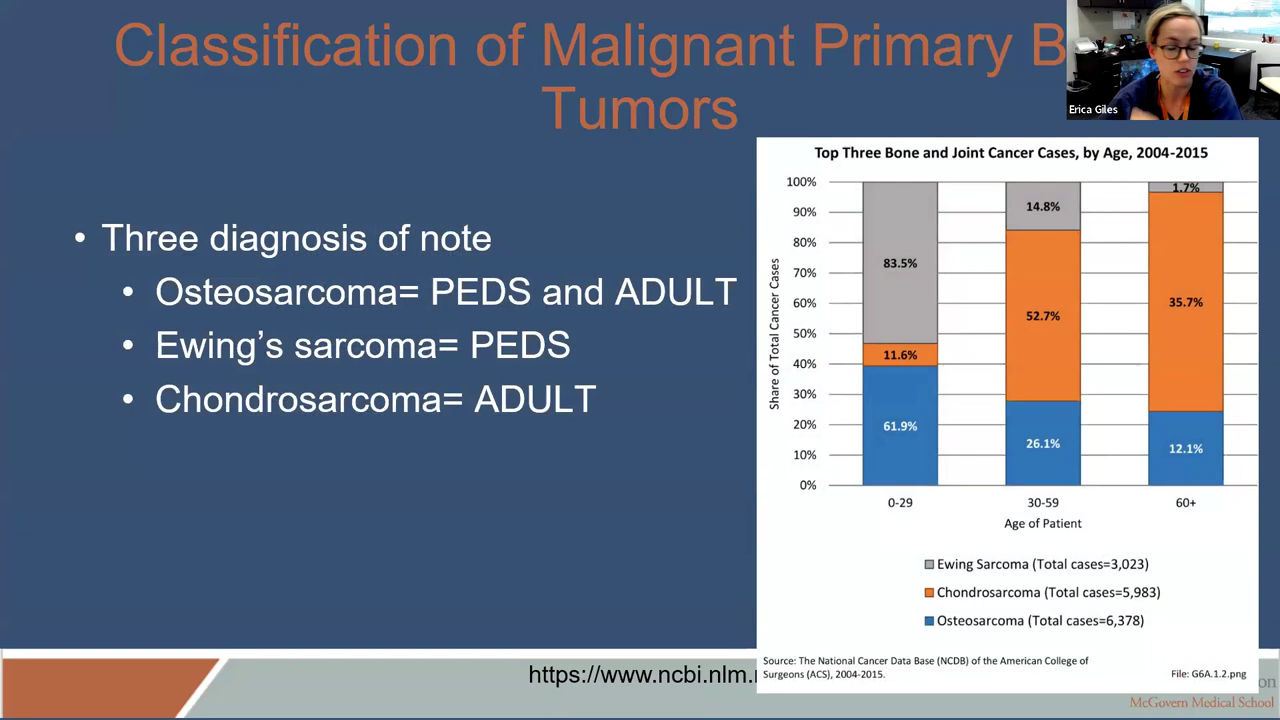 Classification of Malignant Primary B
Tumors
Erica Giles
• Three diagnosis of note
• Osteosarcoma= PEDS and ADULT
• Ewing's sarcoma= PEDS
• Chondrosarcoma= ADULT
Top Three Bone and Joint Cancer Cases, by Age, 2004-2015
Share of Total Cancer Cases
100%
90%
80%
70%
60%
50%
40%
30%
20%
10%
0%
83.5%
11.6%
61.9%
14.8%
52.7%
26.1%
1.7%
35.7%
12.1%
0-29
30-59
60+
Age of Patient
Ewing Sarcoma (Total cases=3,023)
Chondrosarcoma (Total cases=5,983)
Osteosarcoma (Total cases=6,378)
Source: The National Cancer Data Base (NCDB) of the American College of
Surgeons (ACS), 2004-2015.
File: G6A.1.2.png
https://www.ncbi.nlm.
McGovern Medical School